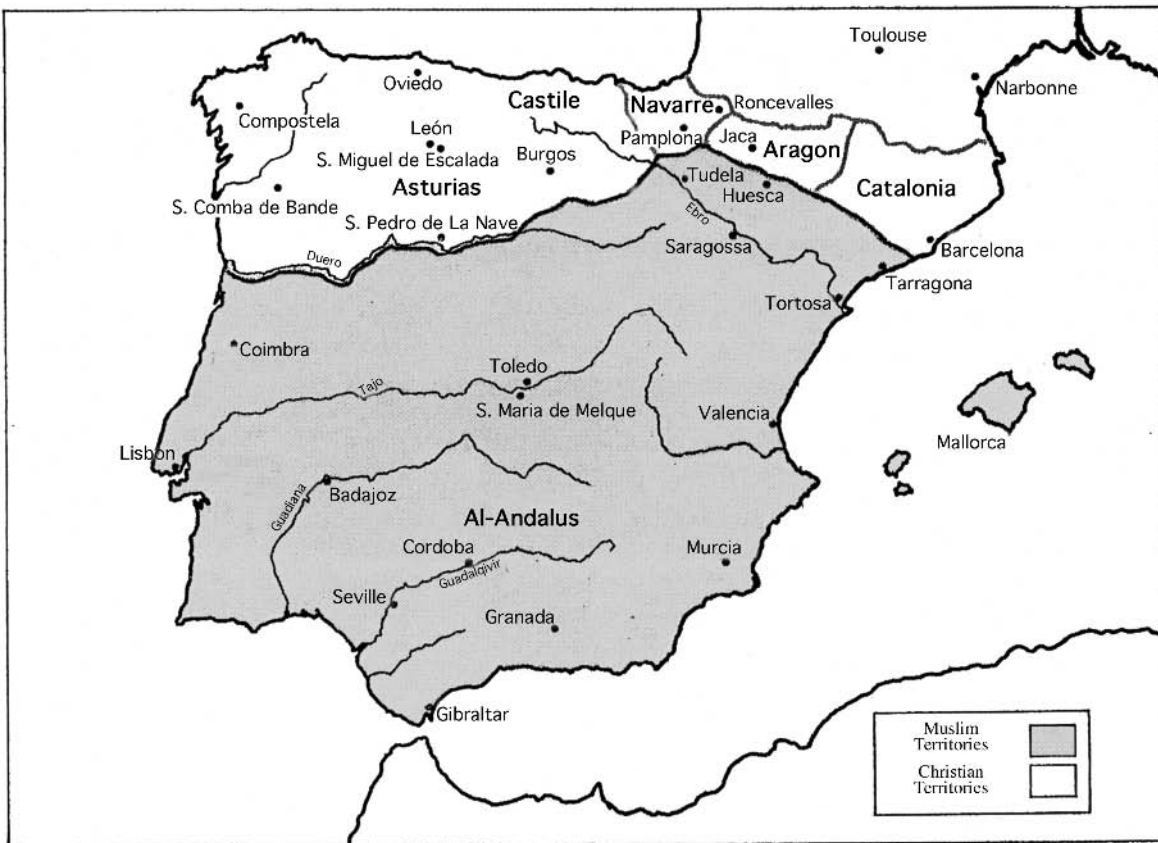 Toulouse
Narbonne
Oviedo
Castile
Navarre
Roncevalles
Compostela
León
S. Miguel de Escalada
Burgos
Pamplona
Jaca
Aragon
Asturias
S. Comba de Bande
S. Pedro de La Nave
Tudela
Huesca
Catalonia
Ebro
Saragossa
Barcelona
Tarragona
Duero
Tortosa
Coimbra
Toledo
Tajo
S. Maria de Melque
Valencia
Mallorca
Lisbon
Badajoz
Guadiana
Al-Andalus
Cordoba
Guadalqivir
Murcia
Seville
Granada
Gibraltar
Muslim
Territories
Christian
Territories